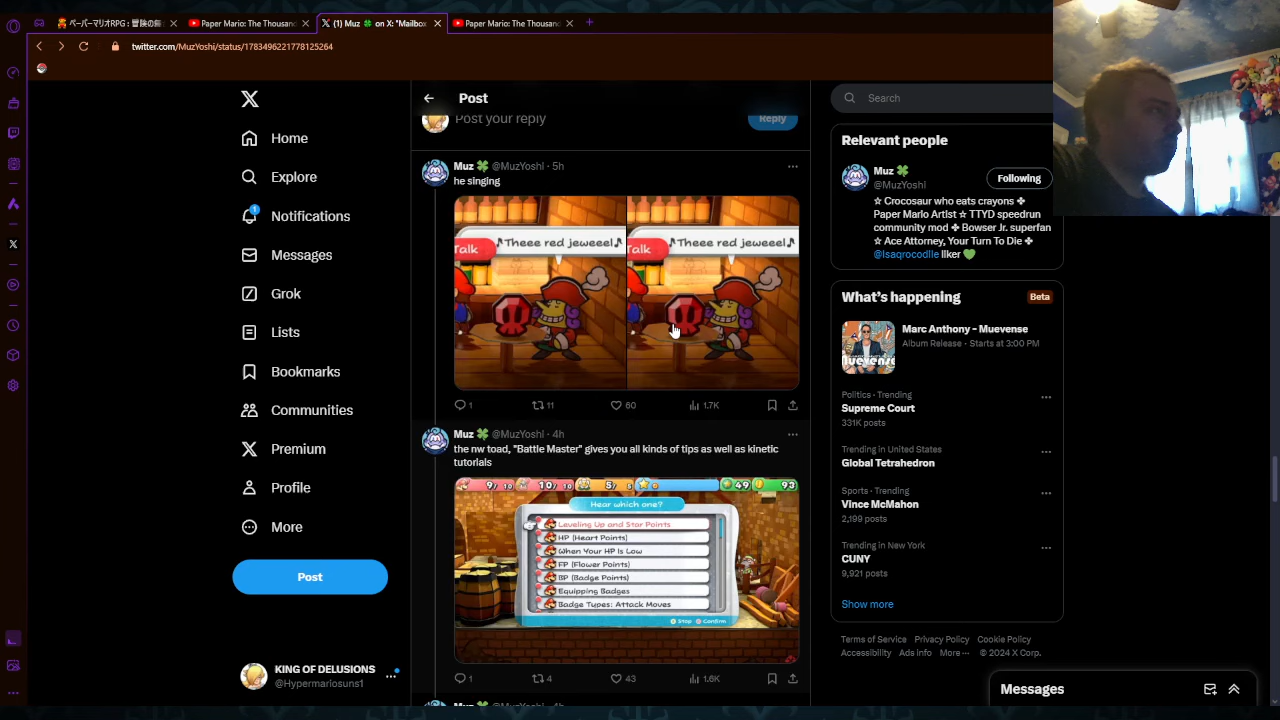 ペーパーマリオRPG : 冒険の舞
Paper Mario: The Thousand
(1) Muz 🍀 on X: "Mailbox
Paper Mario: The Thousand
twitter.com/MuzYoshi/status/1783496221778125264
Home
Explore
1
Notifications
Messages
Grok
Lists
Bookmarks
Communities
Premium
Profile
More
Post
KING OF DELUSIONS
@Hypermariosuns1
Post
Post your reply
Reply
Muz 🍀 @MuzYoshi · 5h
he singing
Talk
♪Theee red jeweeel♪
♪Theee red jeweeel♪
1 11 60 1.7K
Muz 🍀 @MuzYoshi · 4h
the nw toad, "Battle Master" gives you all kinds of tips as well as kinetic
tutorials
9/10 10/10 5/5 0 49 93
Hear which one?
Leveling Up and Star Points
HP (Heart Points)
When Your HP Is Low
FP (Flower Points)
BP (Badge Points)
Equipping Badges
Badge Types: Attack Moves
Stop Confirm
1 4 43 1.6K
Muz 🍀 @MuzYoshi · 4h
Search
Relevant people
Muz 🍀
@MuzYoshi
Following
☆ Crocosaur who eats crayons ✤
Paper Mario Artist ☆ TTYD speedrun
community mod ✤ Bowser Jr. superfan
☆ Ace Attorney, Your Turn To Die ✤
@Isaqrocodile liker 💚
What's happening
Beta
Marc Anthony - Muevense
Album Release · Starts at 3:00 PM
Politics · Trending
Supreme Court
331K posts
Trending in United States
Global Tetrahedron
Sports · Trending
Vince McMahon
2,199 posts
Trending in New York
CUNY
9,921 posts
Show more
Terms of Service Privacy Policy Cookie Policy
Accessibility Ads info More ··· © 2024 X Corp.
Messages